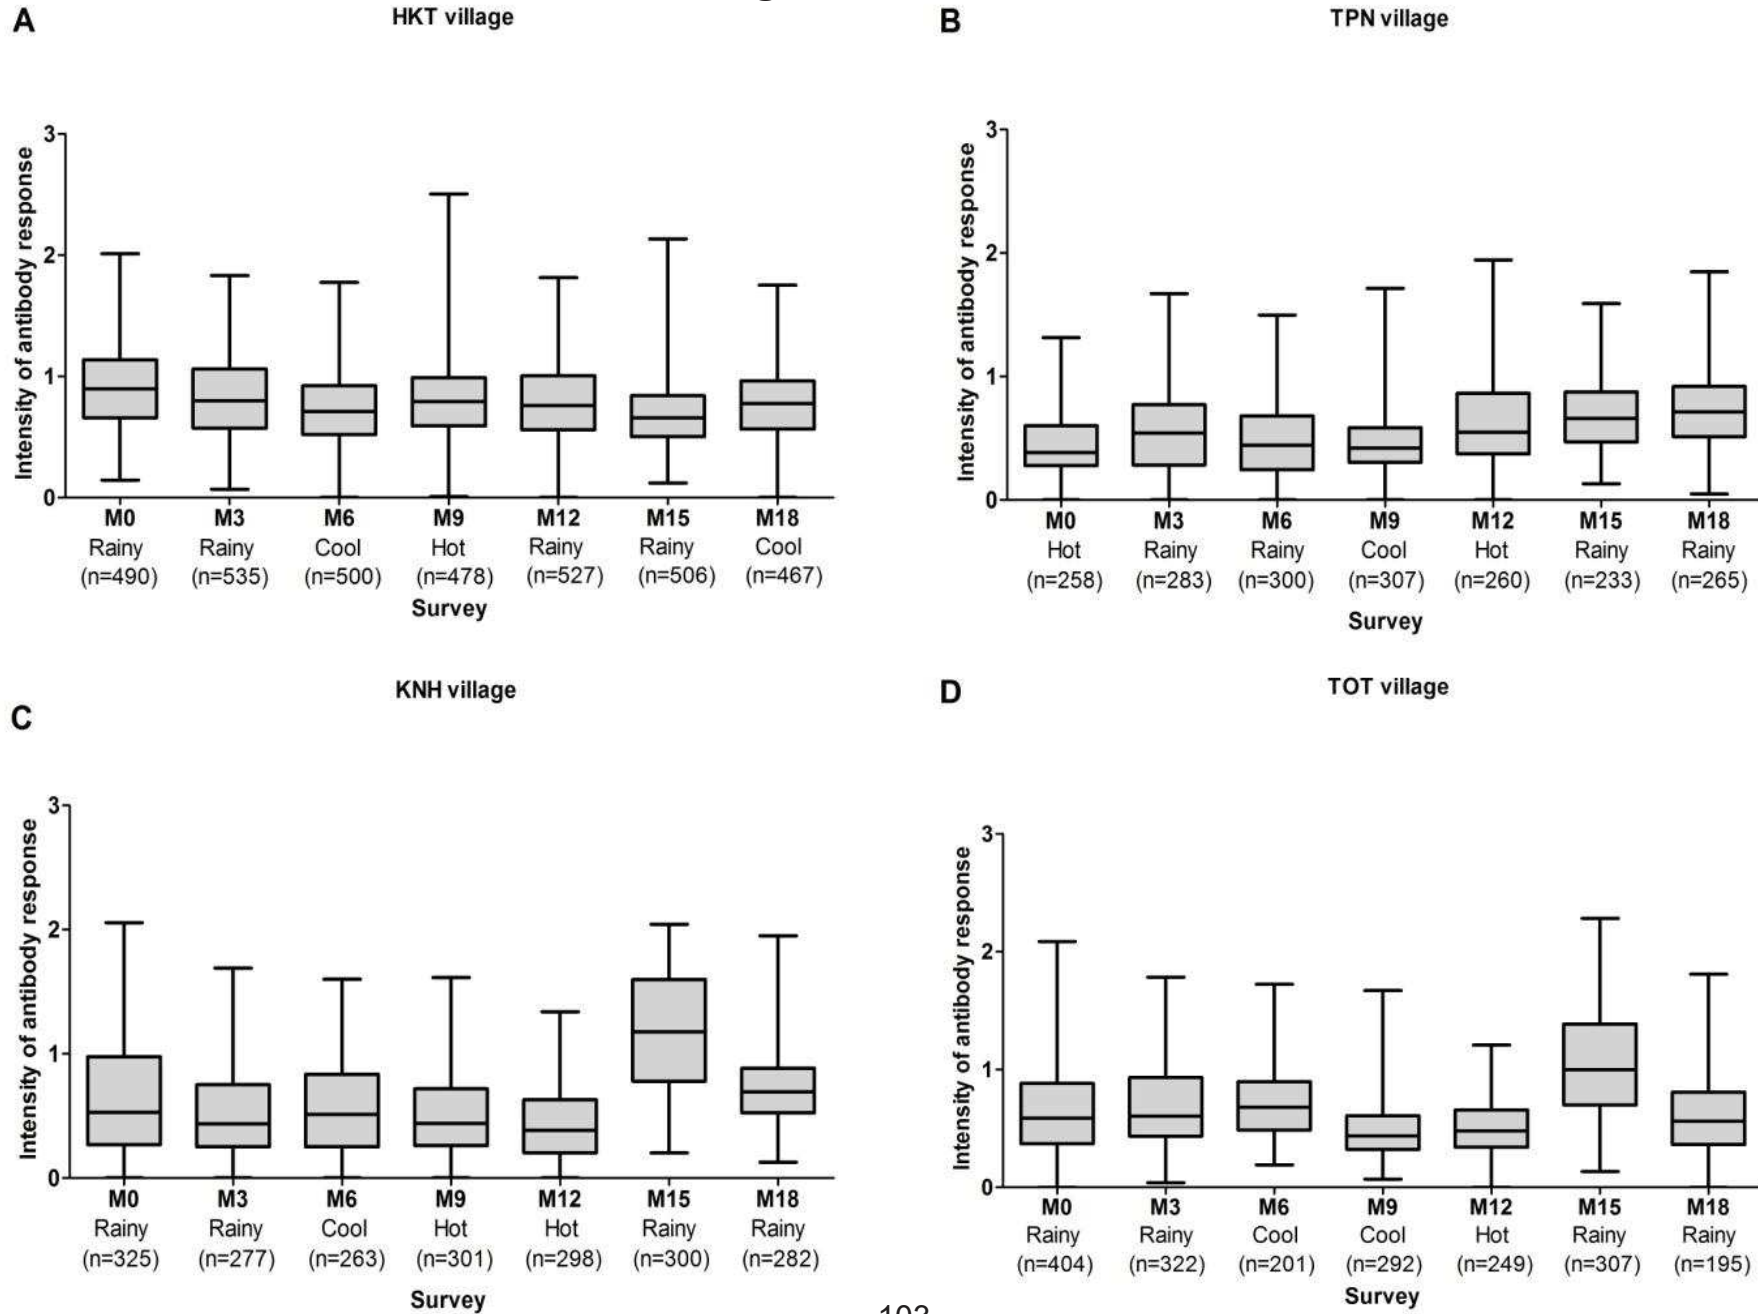 A
HKT village
Intensity of antibody response
3
2
1
0
M0 M3 M6 M9 M12 M15 M18
Rainy Rainy Cool Hot Rainy Rainy Cool
(n=490) (n=535) (n=500) (n=478) (n=527) (n=506) (n=467)
Survey
B
TPN village
Intensity of antibody response
3
2
1
0
M0 M3 M6 M9 M12 M15 M18
Hot Rainy Rainy Cool Hot Rainy Rainy
(n=258) (n=283) (n=300) (n=307) (n=260) (n=233) (n=265)
Survey
C
KNH village
Intensity of antibody response
3
2
1
0
M0 M3 M6 M9 M12 M15 M18
Rainy Rainy Cool Hot Hot Rainy Rainy
(n=325) (n=277) (n=263) (n=301) (n=298) (n=300) (n=282)
Survey
D
TOT village
Intensity of antibody response
3
2
1
0
M0 M3 M6 M9 M12 M15 M18
Rainy Rainy Cool Cool Hot Rainy Rainy
(n=404) (n=322) (n=201) (n=292) (n=249) (n=307) (n=195)
Survey